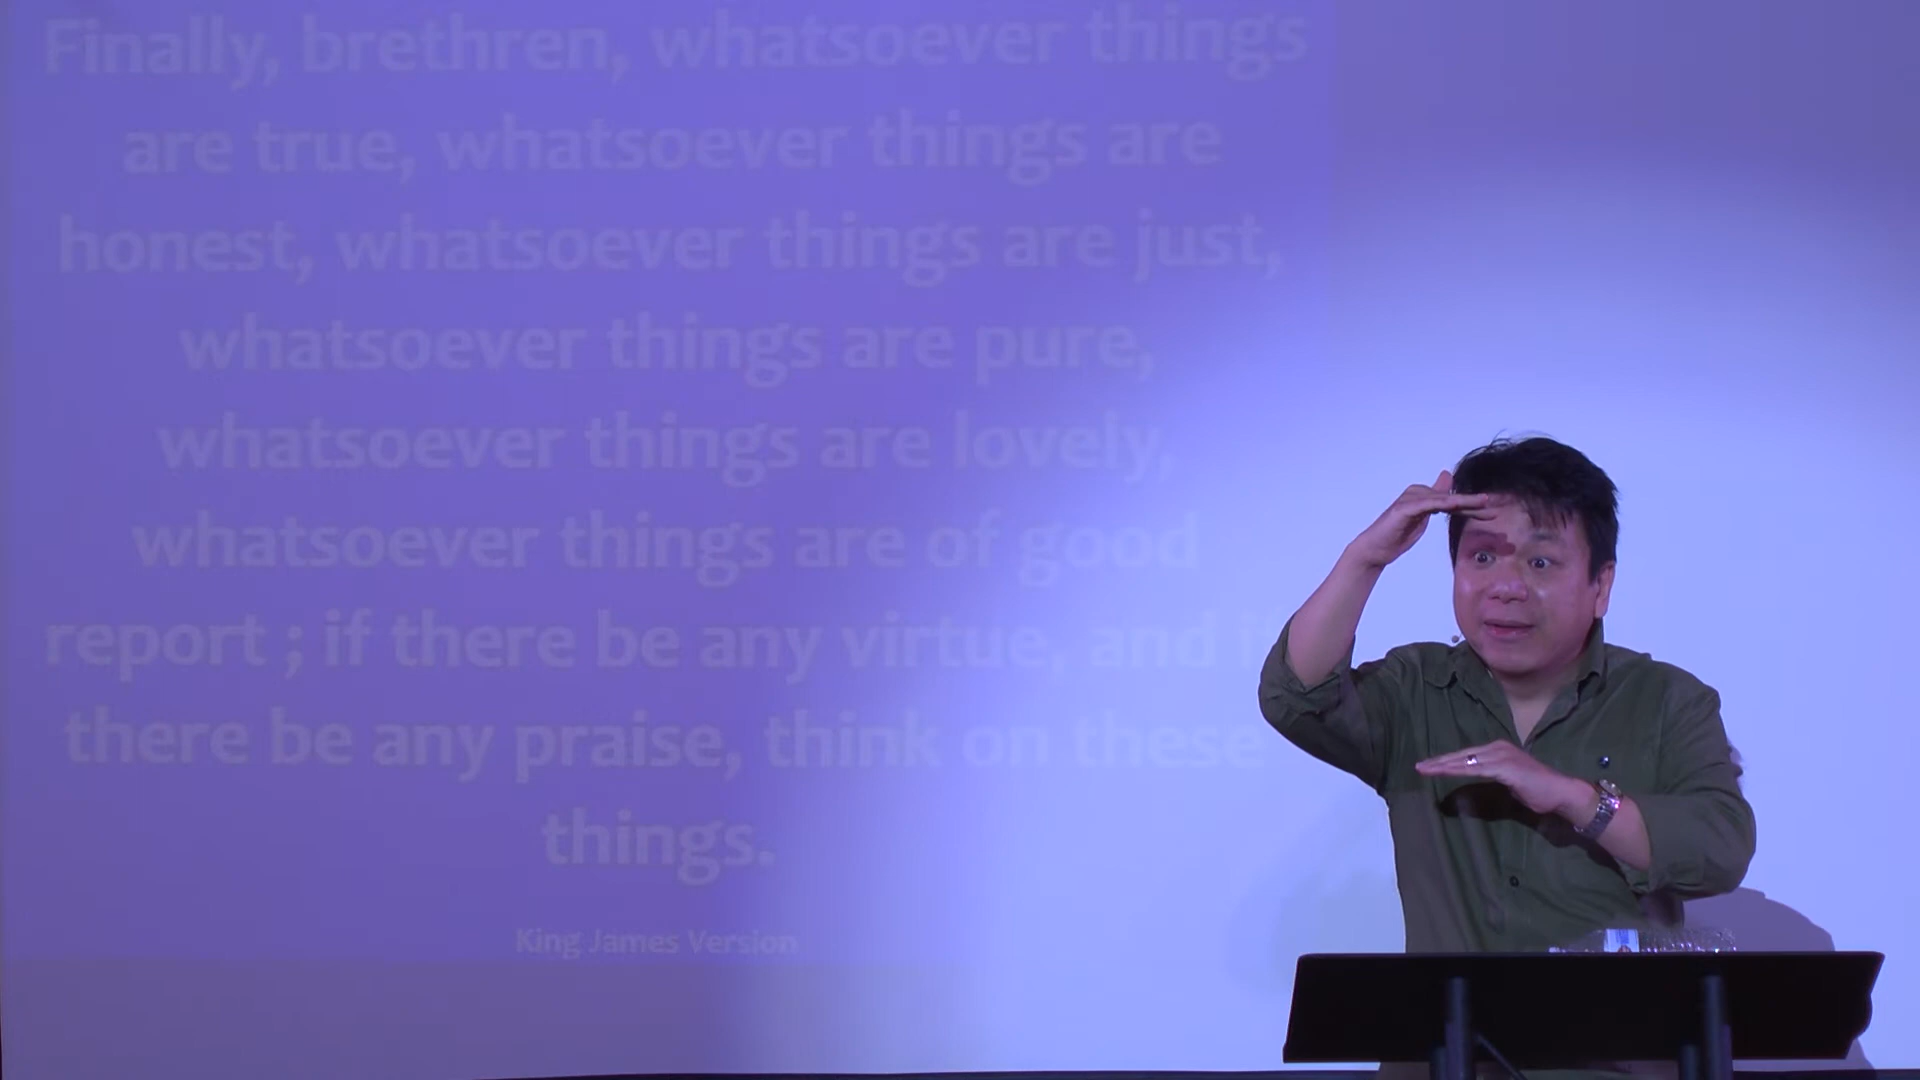 Finally, brethren, whatsoever things
are true, whatsoever things are
honest, whatsoever things are just,
whatsoever things are pure,
whatsoever things are lovely,
whatsoever things are of good
report ; if there be any virtue, and if
there be any praise, think on these
things.
King James Version